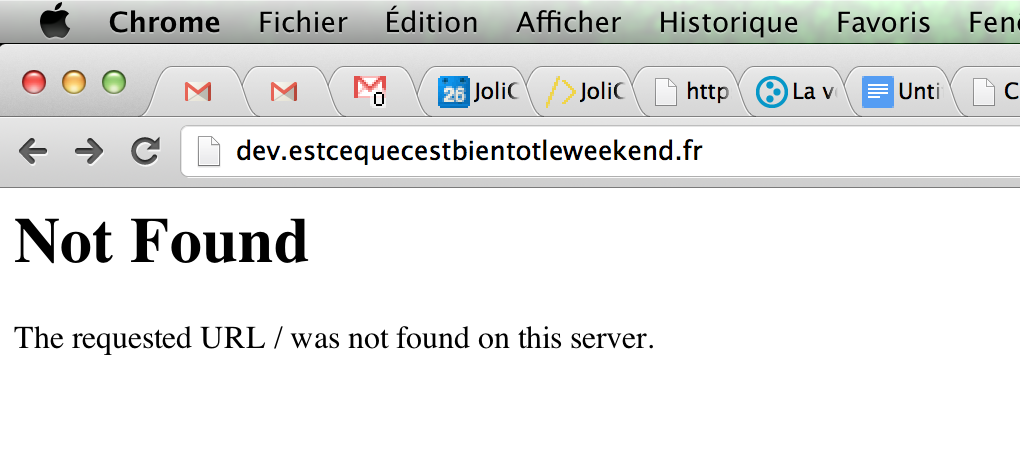 Chrome Fichier Édition Afficher Historique Favoris
0 26 JoliC JoliC http La v Unti C
dev.estcequecestbientotleweekend.fr
Not Found
The requested URL / was not found on this server.